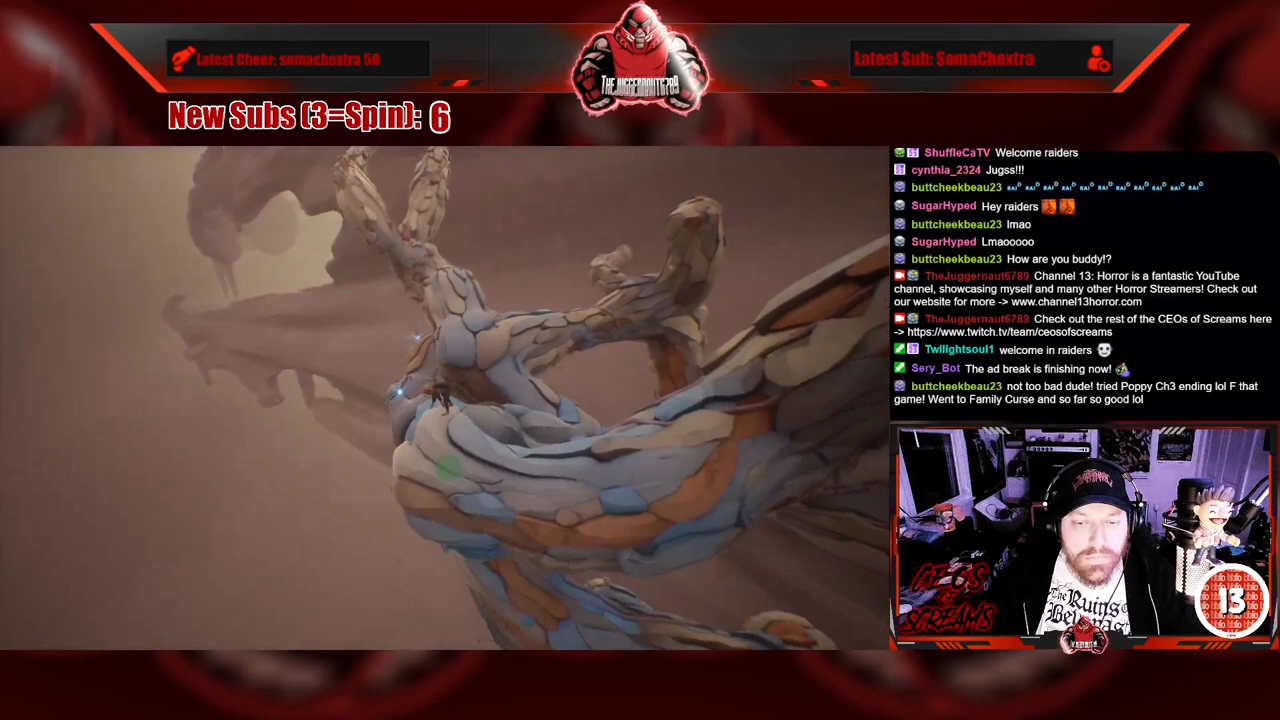 Latest Cheer: somachextra 50
THEJUGGERNAUT6789
Latest Sub: SomaChextra
New Subs (3=Spin): 6
ShuffleCaTV Welcome raiders
cynthia_2324 Jugss!!!
buttcheekbeau23
SugarHyped Hey raiders
buttcheekbeau23 lmao
SugarHyped Lmaooooo
buttcheekbeau23 How are you buddy!?
TheJuggernaut6789 Channel 13: Horror is a fantastic YouTube
channel, showcasing myself and many other Horror Streamers! Check out
our website for more -> www.channel13horror.com
TheJuggernaut6789 Check out the rest of the CEOs of Screams here
-> https://www.twitch.tv/team/ceosofscreams
Twilightsoul1 welcome in raiders
Sery_Bot The ad break is finishing now!
buttcheekbeau23 not too bad dude! tried Poppy Ch3 ending lol F that
game! Went to Family Curse and so far so good lol
CEOS
OF
SCREAMS
The Ruins
of
13